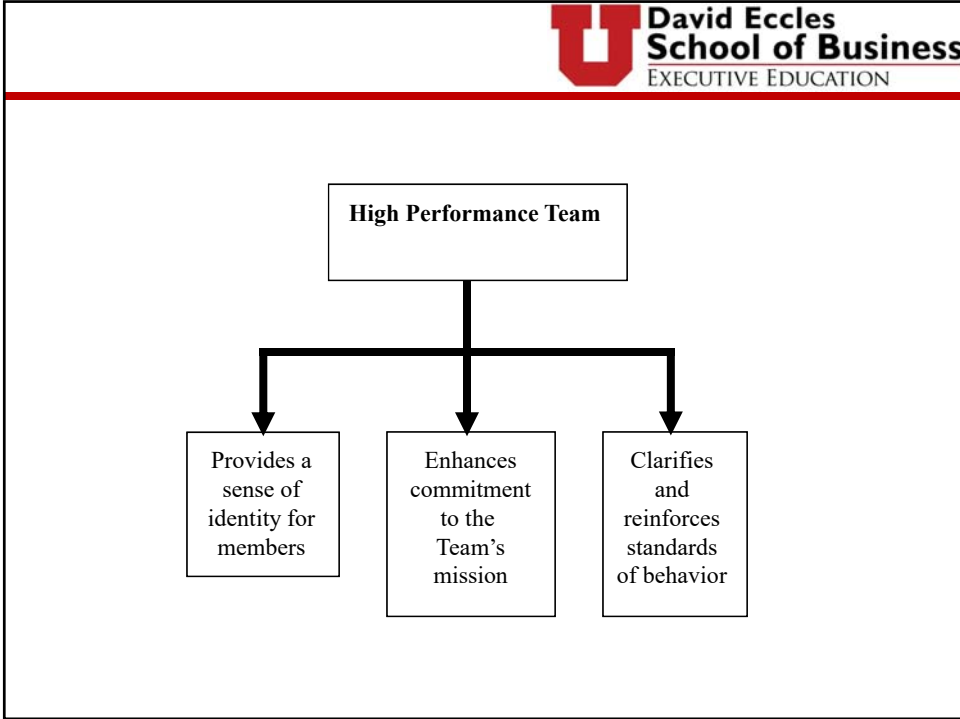 U
David Eccles
School of Business
EXECUTIVE EDUCATION
High Performance Team
Provides a
sense of
identity for
members
Enhances
commitment
to the
Team’s
mission
Clarifies
and
reinforces
standards
of behavior